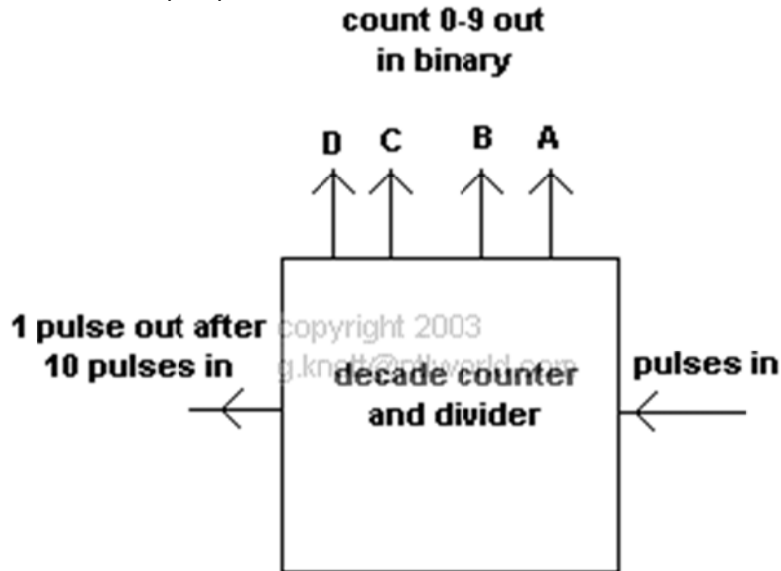 count 0-9 out
in binary
D C B A
1 pulse out after
10 pulses in
copyright 2003
decade counter
and divider
pulses in